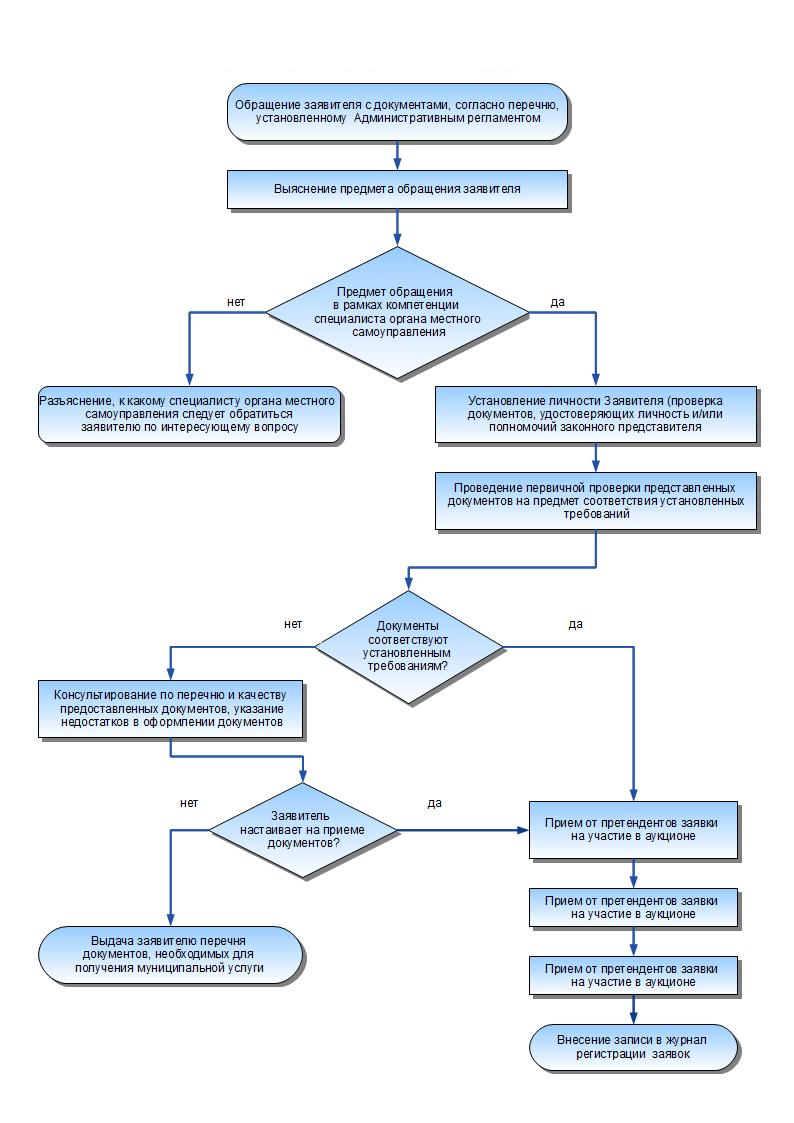 Обращение заявителя с документами, согласно перечню,
установленному Административным регламентом
Выяснение предмета обращения заявителя
нет
Предмет обращения
в рамках компетенции
специалиста органа местного
самоуправления
да
Разъяснение, к какому специалисту органа местного
самоуправления следует обратиться
заявителю по интересующему вопросу
Установление личности Заявителя (проверка
документов, удостоверяющих личность и/или
полномочий законного представителя
Проведение первичной проверки представленных
документов на предмет соответствия установленных
требований
нет
Документы
соответствуют
установленным
требованиям?
да
Консультирование по перечню и качеству
предоставленных документов, указание
недостатков в оформлении документов
нет
Заявитель
настаивает на приеме
документов?
да
Прием от претендентов заявки
на участие в аукционе
Прием от претендентов заявки
на участие в аукционе
Выдача заявителю перечня
документов, необходимых для
получения муниципальной услуги
Прием от претендентов заявки
на участие в аукционе
Внесение записи в журнал
регистрации заявок